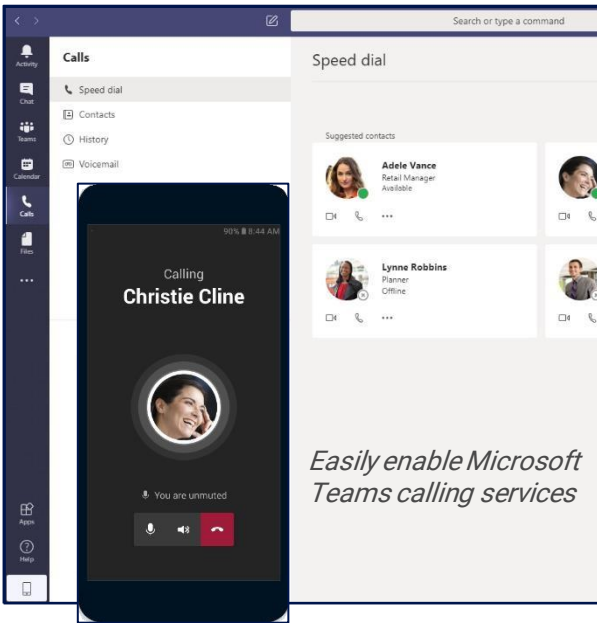 Search or type a command
Activity
Chat
Teams
Calendar
Calls
Files
Apps
Help
Calls
Speed dial
Contacts
History
Voicemail
Speed dial
Suggested contacts
Adele Vance
Retail Manager
Available
Lynne Robbins
Planner
Offline
90% 8:44 AM
Calling
Christie Cline
You are unmuted
Easily enable Microsoft
Teams calling services